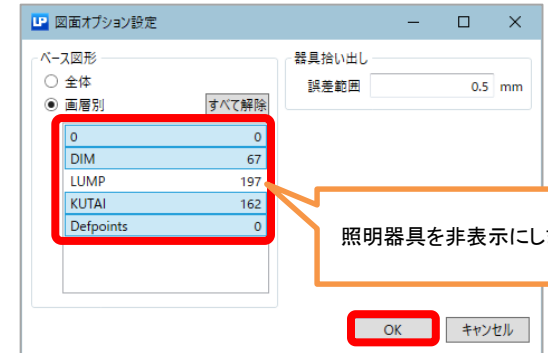 LP 図面オプション設定
ベース図形
全体
画層別
すべて解除
0 0
DIM 67
LUMP 197
KUTAI 162
Defpoints 0
器具拾い出し
誤差範囲 0.5 mm
照明器具を非表示にし
OK
キャンセル